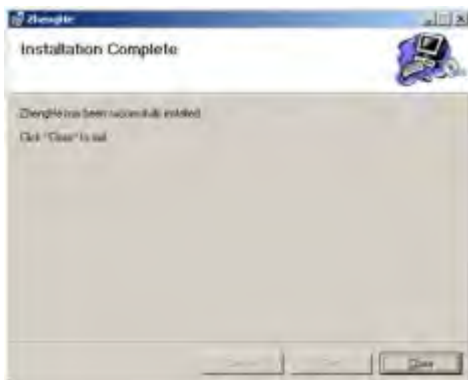 ZhengHe
Installation Complete
ZhengHe has been successfully installed.
Click "Close" to exit.
Close